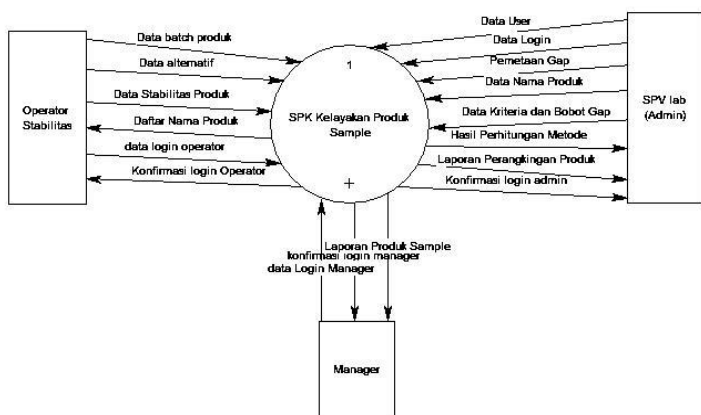 Data batch produk
Data alternatif
Data Stabilitas Produk
Daftar Nama Produk
data login operator
Konfirmasi login Operator
Operator
Stabilitas
1
SPK Kelayakan Produk
Sample
+
Data User
Data Login
Pemetaan Gap
Data Nama Produk
Data Kriteria dan Bobot Gap
Hasil Perhitungan Metode
Laporan Perangkingan Produk
Konfirmasi login admin
SPV lab
(Admin)
Laporan Produk Sample
konfirmasi login manager
data Login Manager
Manager